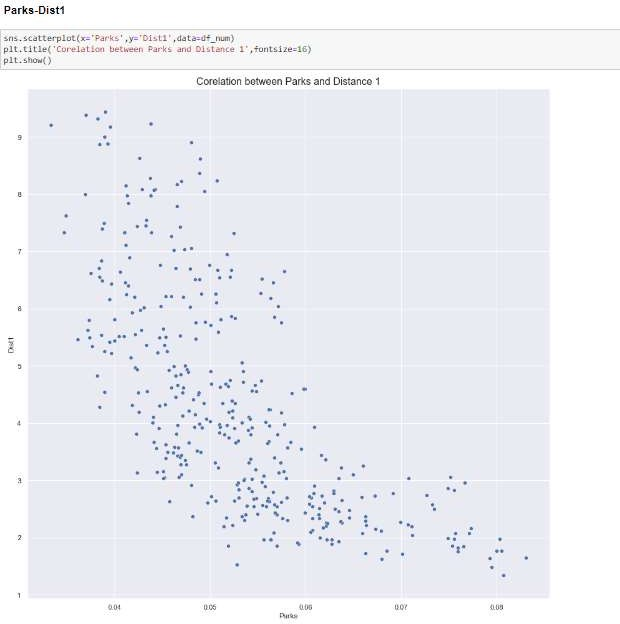 Parks-Dist1
sns.scatterplot(x='Parks',y='Dist1',data=df_num)
plt.title('Corelation between Parks and Distance 1',fontsize=16)
plt.show()
Corelation between Parks and Distance 1
9
8
7
6
5
4
3
2
1
Dist1
0.04 0.05 0.06 0.07 0.08
Parks